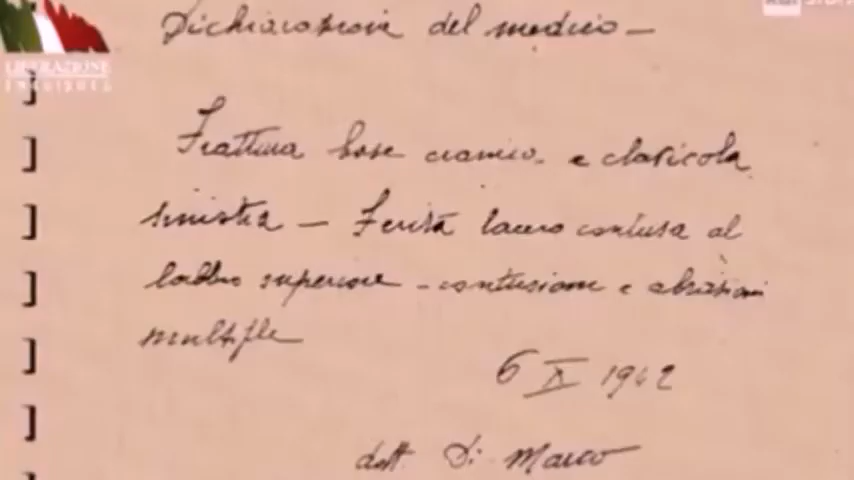 Dichiarazione del medico –
LIBERAZIONE
Frattura base cranio - e clavicola
sinistra – Ferita lacero contusa al
labbro superiore - contusioni e abrasioni
multiple
6 X 1942
dott. Di Marco